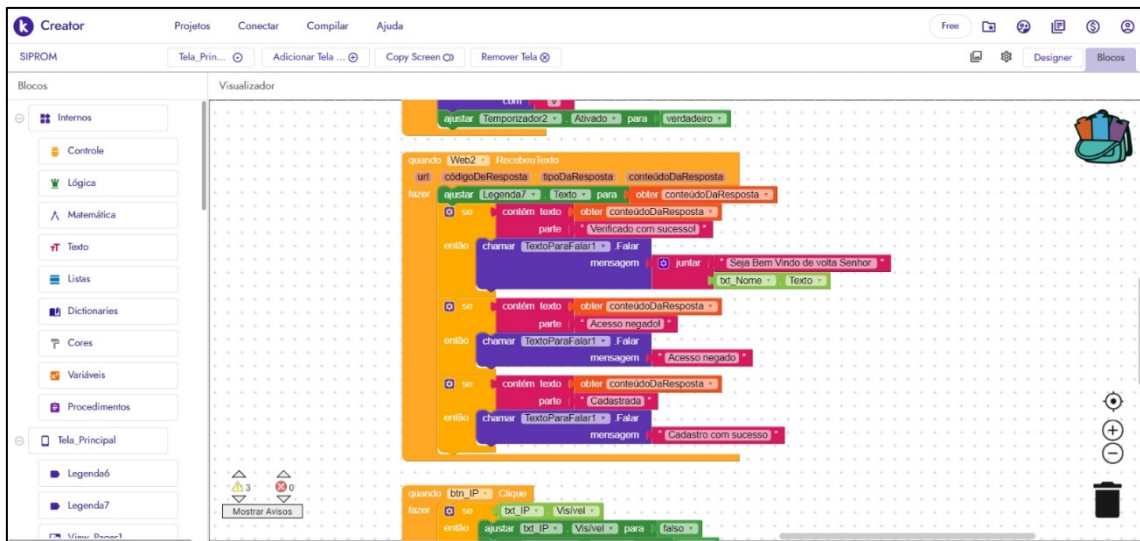 Creator Projetos Conectar Compilar Ajuda Free
SIPROM Tela_Prin... Adicionar Tela ... Copy Screen Remover Tela Designer Blocos
Blocos Visualizador
Internos
Controle
Lógica
Matemática
Texto
Listas
Dictionaries
Cores
Variáveis
Procedimentos
Tela_Principal
Legenda6
Legenda7
View_Pager1
com
ajustar Temporizador2 . Ativado para verdadeiro
quando Web2 .RecebeuTexto
url códigoDeResposta tipoDaResposta conteúdoDaResposta
fazer ajustar Legenda7 . Texto para obter conteúdoDaResposta
se contém texto obter conteúdoDaResposta
parte " Verificado com sucesso! "
então chamar TextoParaFalar1 .Falar
mensagem juntar " Seja Bem Vindo de volta Senhor "
txt_Nome . Texto
se contém texto obter conteúdoDaResposta
parte " Acesso negado! "
então chamar TextoParaFalar1 .Falar
mensagem " Acesso negado "
se contém texto obter conteúdoDaResposta
parte " Cadastrada "
então chamar TextoParaFalar1 .Falar
mensagem " Cadastro com sucesso "
quando btn_IP .Clique
fazer se txt_IP . Visível
então ajustar txt_IP . Visível para falso
3 0
Mostrar Avisos